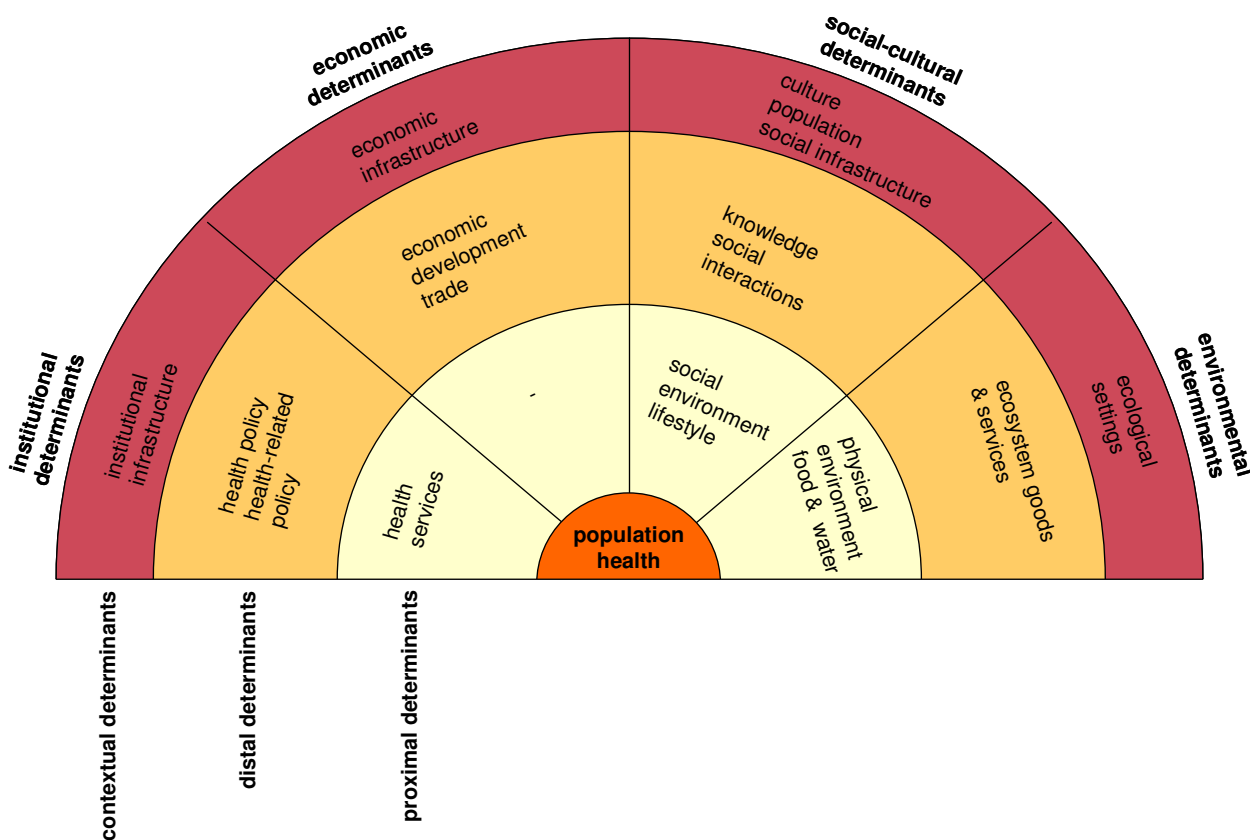 economic
determinants
social-cultural
determinants
institutional
determinants
environmental
determinants
economic
infrastructure
culture
population
social infrastructure
institutional
infrastructure
ecological
settings
economic
development
trade
knowledge
social
interactions
health policy
health-related
policy
ecosystem goods
& services
-
social
environment
lifestyle
health
services
physical
environment
food & water
population
health
contextual determinants
distal determinants
proximal determinants